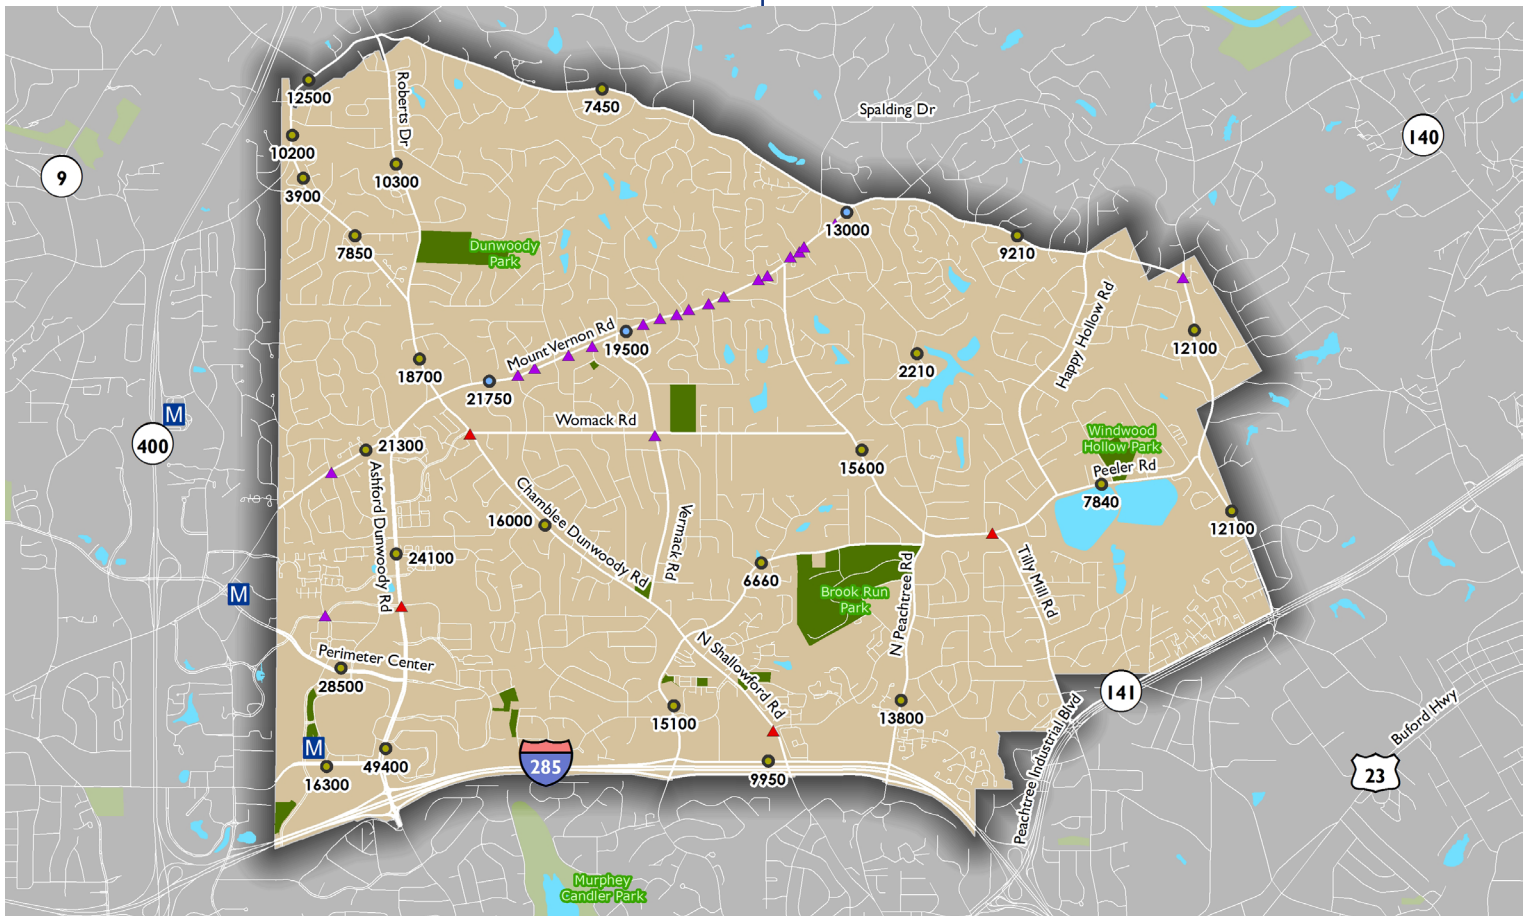 12500
7450
Roberts Dr
Spalding Dr
140
10200
9
10300
3900
13000
Dunwoody
Park
7850
9210
Happy Hollow Rd
Mount Vernon Rd
19500
12100
18700
2210
21750
M
Womack Rd
400
21300
Windwood
Hollow Park
15600
Peeler Rd
7840
Ashford Dunwoody Rd
Chamblee Dunwoody Rd
16000
Vermack Rd
12100
24100
Tilly Mill Rd
6660
N Peachtree Rd
M
Brook Run
Park
Perimeter Center
N Shallowford Rd
28500
141
15100
13800
Buford Hwy
M
Peachtree Industrial Blvd
49400
285
16300
9950
23
Murphey
Candler Park